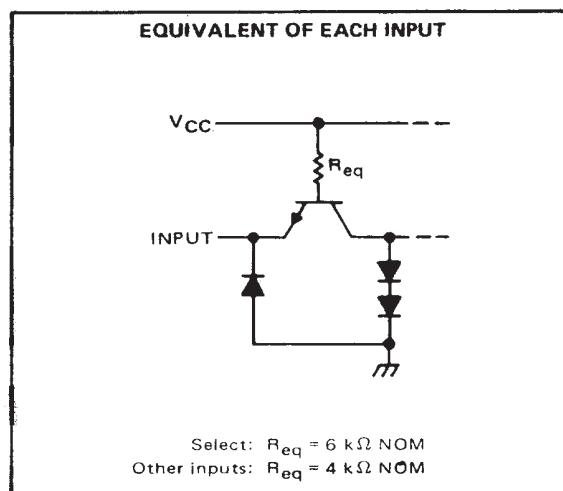 EQUIVALENT OF EACH INPUT
VCC
Req
INPUT
Select: Req = 6 kΩ NOM
Other inputs: Req = 4 kΩ NOM